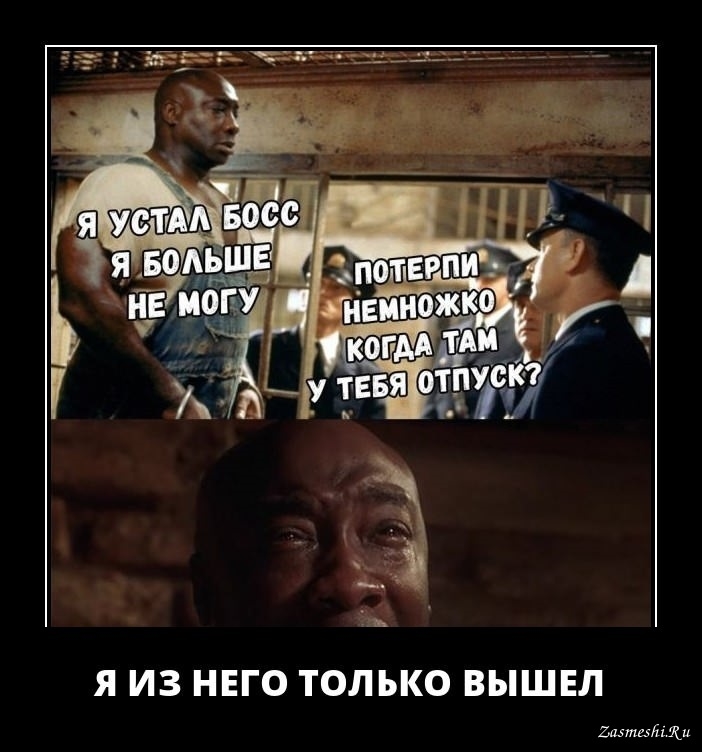 Я УСТАЛ БОСС
Я БОЛЬШЕ
НЕ МОГУ
ПОТЕРПИ
НЕМНОЖКО
КОГДА ТАМ
У ТЕБЯ ОТПУСК?
Я ИЗ НЕГО ТОЛЬКО ВЫШЕЛ
Zasmeshi.Ru